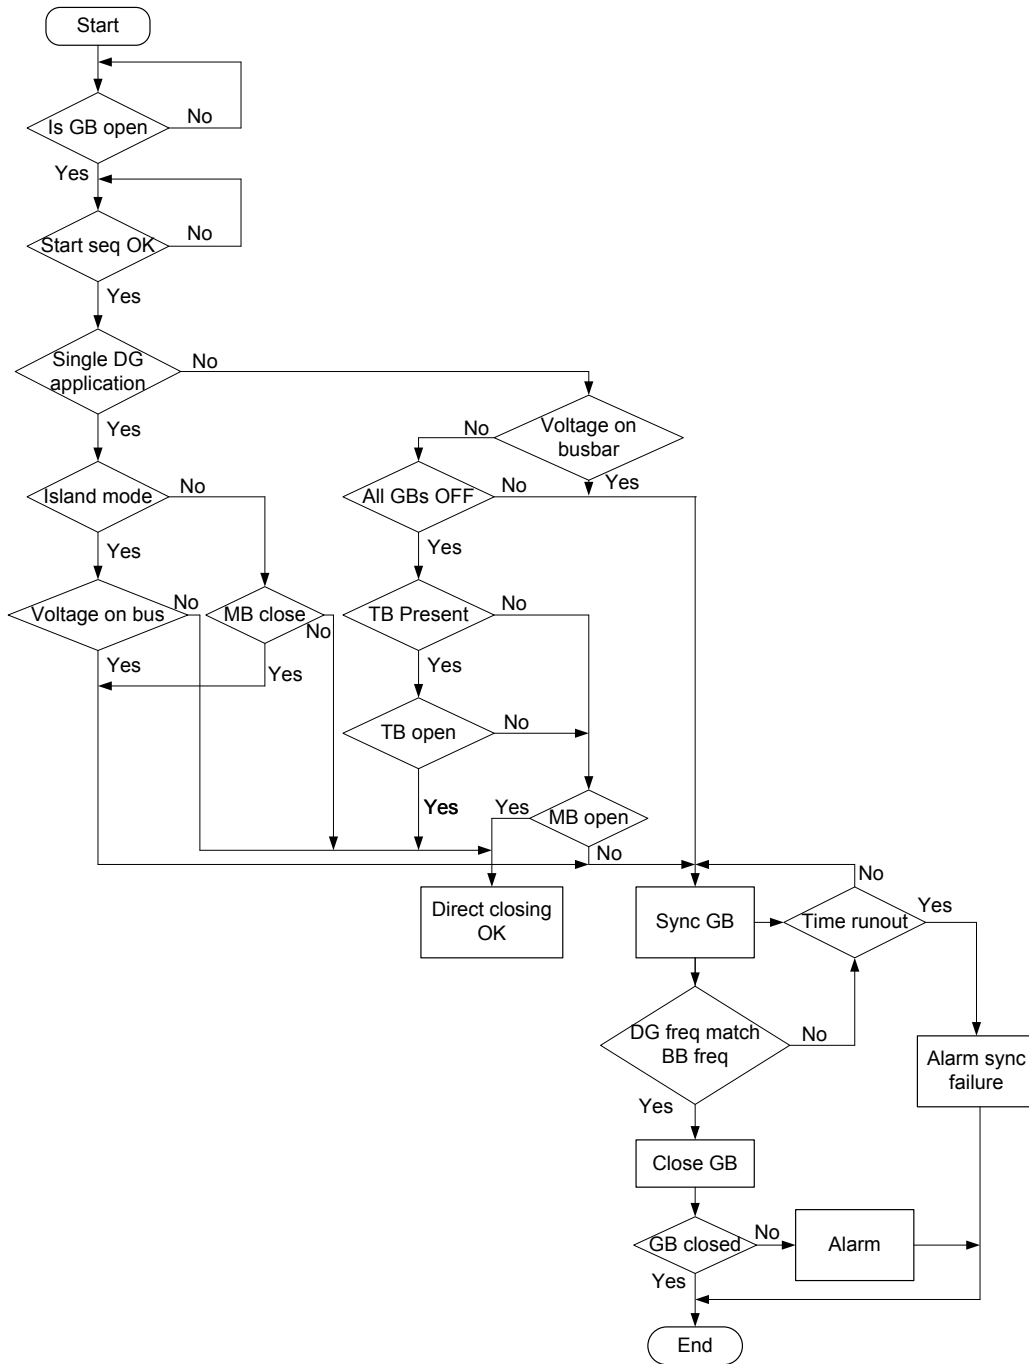 Start
Is GB open
No
Yes
Start seq OK
No
Yes
Single DG
application
No
Yes
Voltage on
busbar
No
Yes
Island mode
No
Yes
All GBs OFF
No
Yes
Voltage on bus
No
Yes
MB close
No
Yes
TB Present
No
Yes
TB open
No
Yes
MB open
Yes
No
Direct closing
OK
Sync GB
Time runout
No
Yes
DG freq match
BB freq
No
Yes
Alarm sync
failure
Close GB
GB closed
No
Yes
Alarm
End